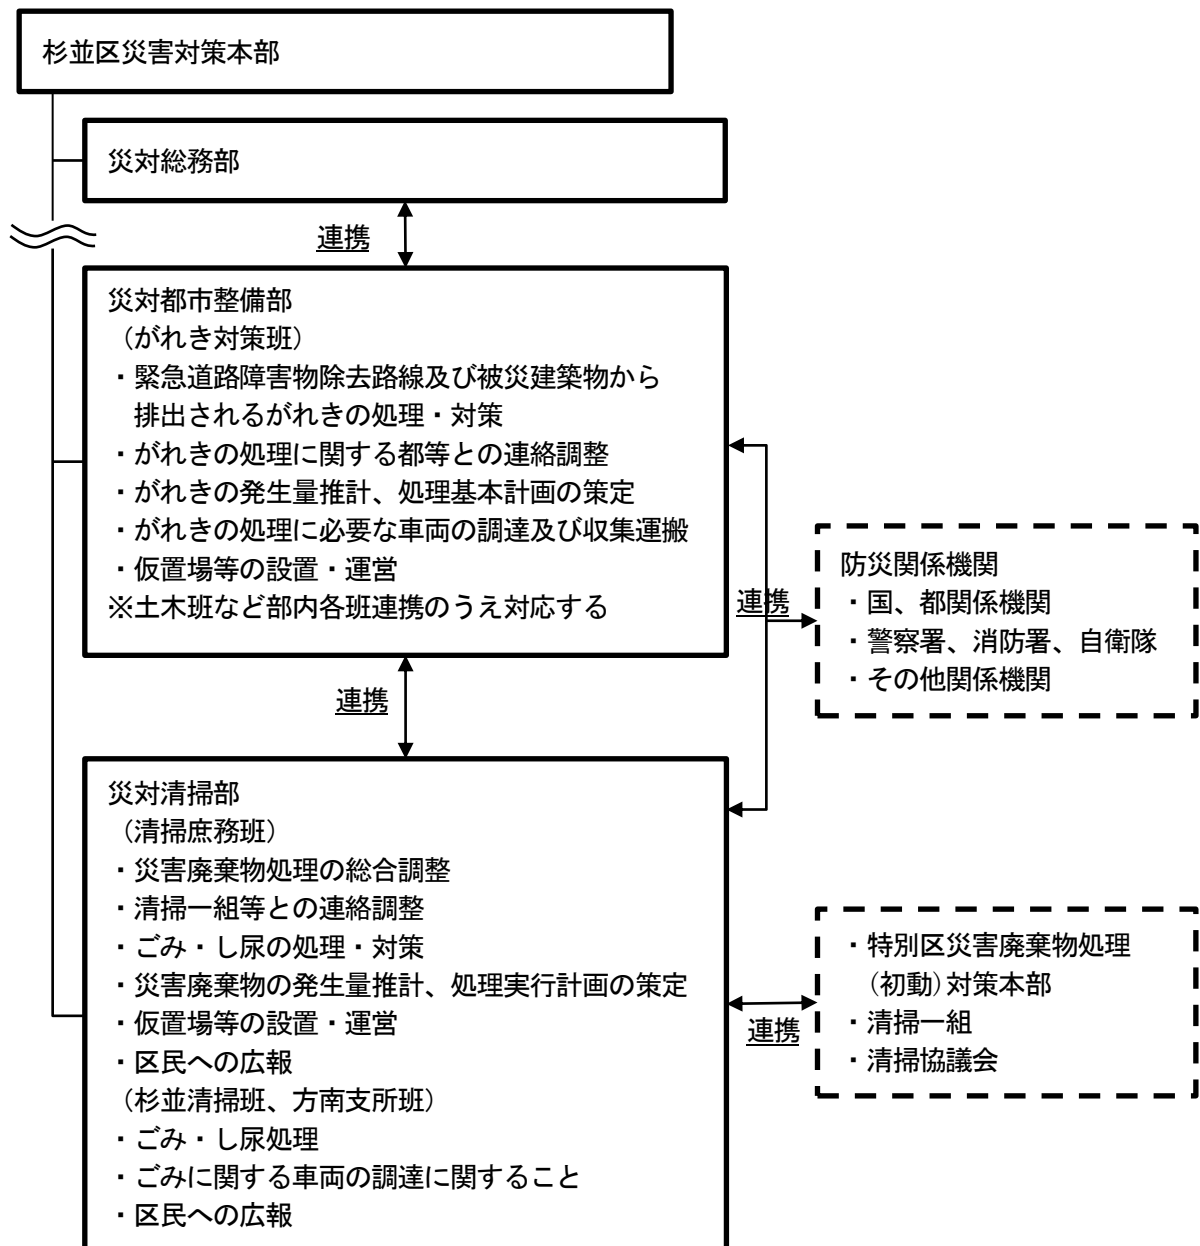 杉並区災害対策本部
災対総務部
連携
災対都市整備部
（がれき対策班）
・緊急道路障害物除去路線及び被災建築物から
排出されるがれきの処理・対策
・がれきの処理に関する都等との連絡調整
・がれきの発生量推計、処理基本計画の策定
・がれきの処理に必要な車両の調達及び収集運搬
・仮置場等の設置・運営
※土木班など部内各班連携のうえ対応する
連携
防災関係機関
・国、都関係機関
・警察署、消防署、自衛隊
・その他関係機関
連携
災対清掃部
（清掃庶務班）
・災害廃棄物処理の総合調整
・清掃一組等との連絡調整
・ごみ・し尿の処理・対策
・災害廃棄物の発生量推計、処理実行計画の策定
・仮置場等の設置・運営
・区民への広報
（杉並清掃班、方南支所班）
・ごみ・し尿処理
・ごみに関する車両の調達に関すること
・区民への広報
連携
・特別区災害廃棄物処理
（初動）対策本部
・清掃一組
・清掃協議会